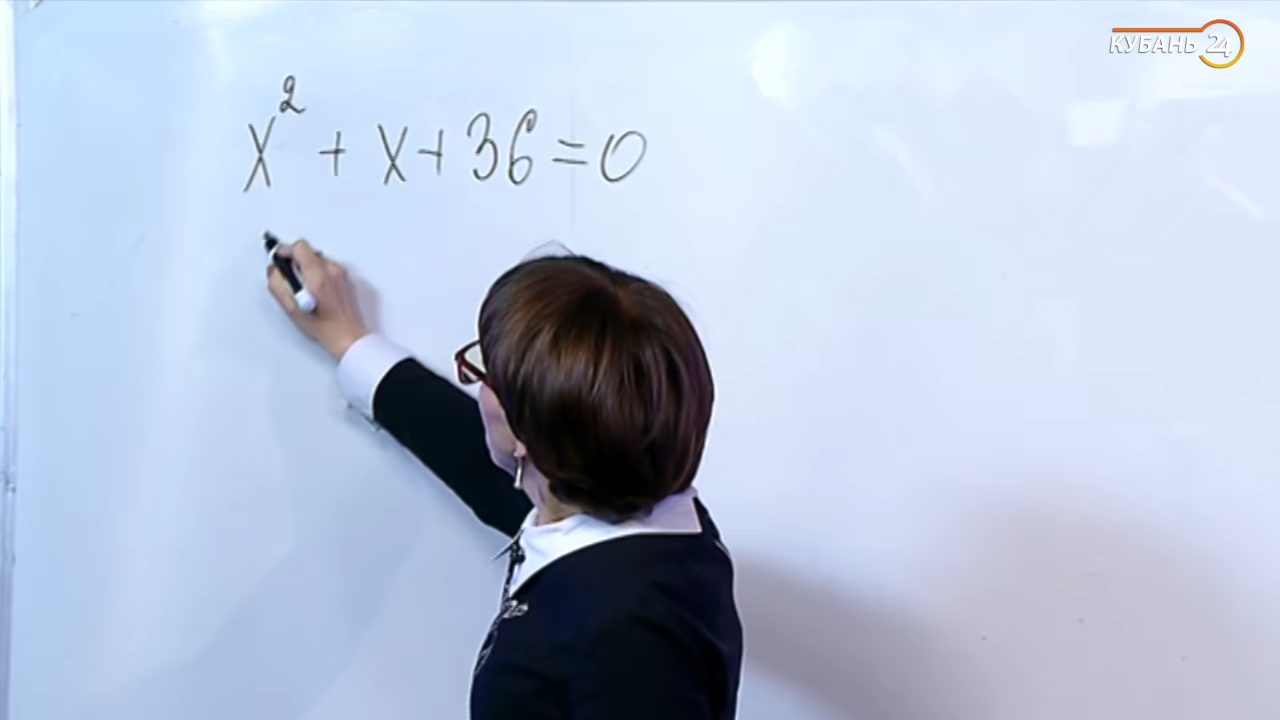 КУБАНЬ 24
x² + x + 36 = 0